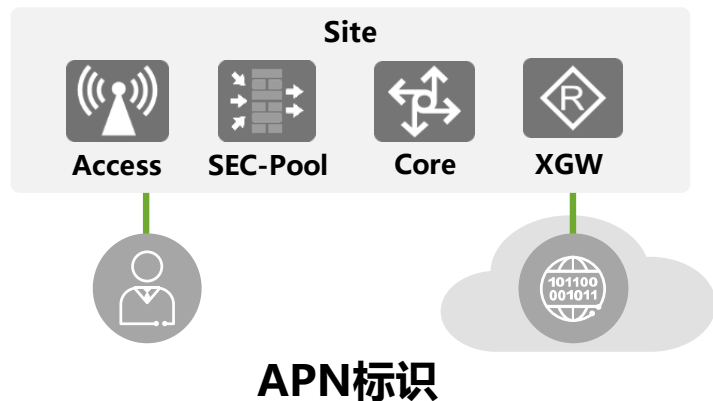 Site
Access SEC-Pool Core XGW
R
101100
001011
APN标识